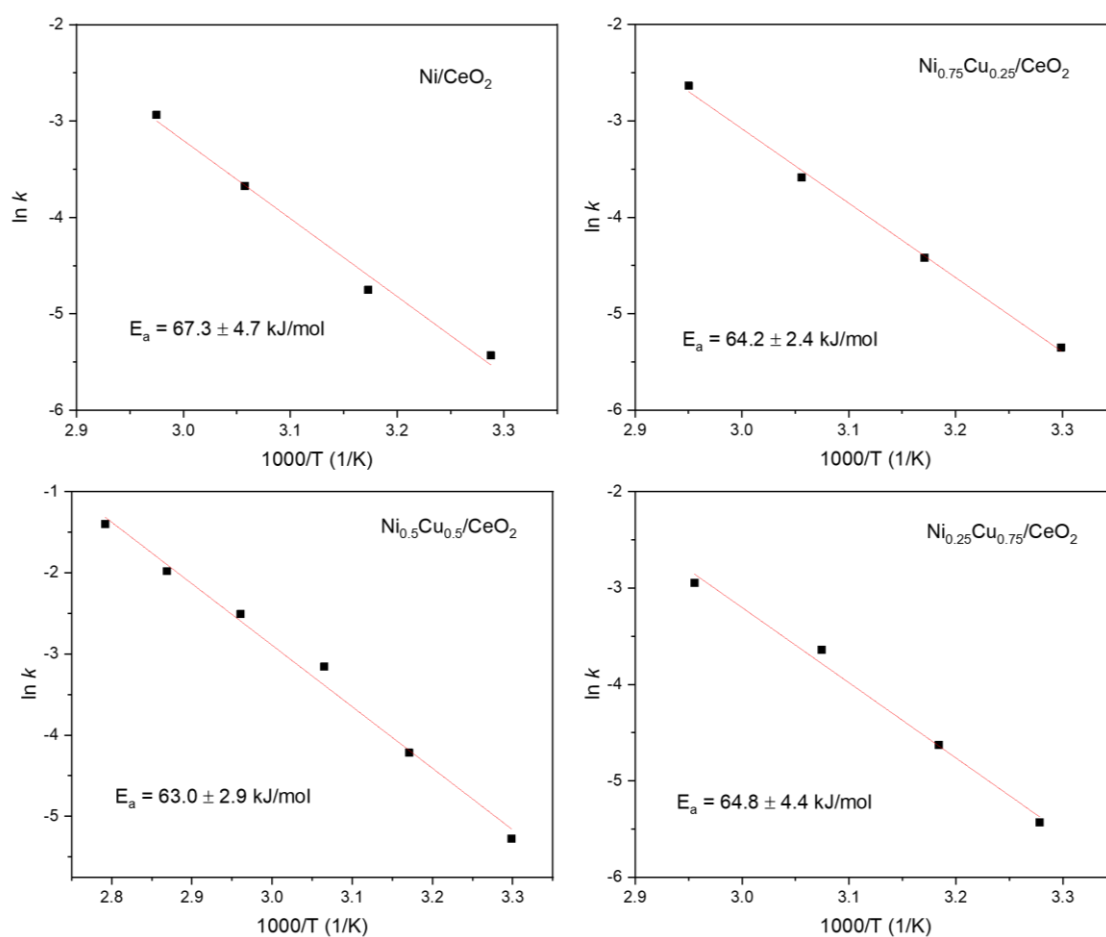 -2
-3
-4
-5
-6
ln k
Ni/CeO₂
Eₐ = 67.3 ± 4.7 kJ/mol
2.9 3.0 3.1 3.2 3.3
1000/T (1/K)
-2
-3
-4
-5
-6
ln k
Ni₀.₇₅Cu₀.₂₅/CeO₂
Eₐ = 64.2 ± 2.4 kJ/mol
2.9 3.0 3.1 3.2 3.3
1000/T (1/K)
-1
-2
-3
-4
-5
ln k
Ni₀.₅Cu₀.₅/CeO₂
Eₐ = 63.0 ± 2.9 kJ/mol
2.8 2.9 3.0 3.1 3.2 3.3
1000/T (1/K)
-2
-3
-4
-5
-6
ln k
Ni₀.₂₅Cu₀.₇₅/CeO₂
Eₐ = 64.8 ± 4.4 kJ/mol
2.9 3.0 3.1 3.2 3.3
1000/T (1/K)